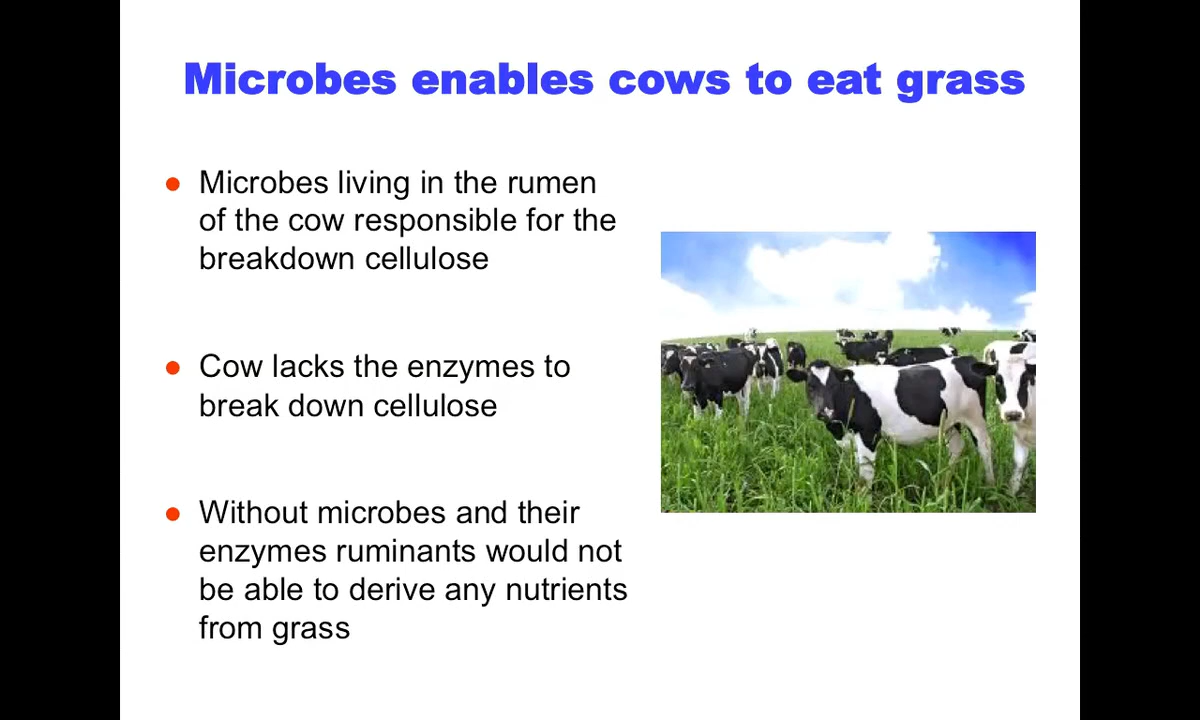 Microbes enables cows to eat grass
● Microbes living in the rumen
of the cow responsible for the
breakdown cellulose
● Cow lacks the enzymes to
break down cellulose
● Without microbes and their
enzymes ruminants would not
be able to derive any nutrients
from grass